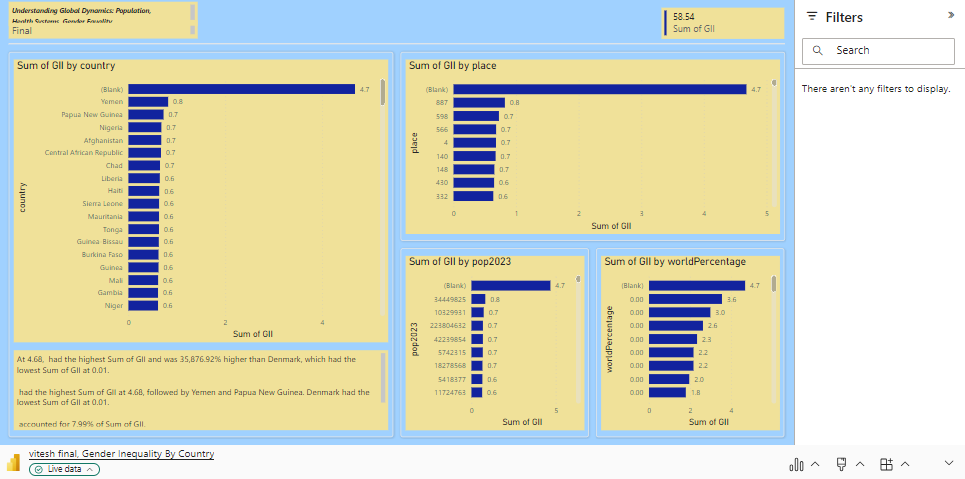 Understanding Global Dynamics: Population,
Health Systems, Gender Equality
Final
58.54
Sum of GII
Filters
Search
There aren't any filters to display.
Sum of GII by country
country
(Blank) 4.7
Yemen 0.8
Papua New Guinea 0.7
Nigeria 0.7
Afghanistan 0.7
Central African Republic 0.7
Chad 0.7
Liberia 0.6
Haiti 0.6
Sierra Leone 0.6
Mauritania 0.6
Tonga 0.6
Guinea Bissau 0.6
Burkina Faso 0.6
Guinea 0.6
Mali 0.6
Gambia 0.6
Niger 0.6
0 2 4
Sum of GII
Sum of GII by place
place
(Blank) 4.7
887 0.8
598 0.7
566 0.7
4 0.7
140 0.7
148 0.7
430 0.6
332 0.6
0 1 2 3 4 5
Sum of GII
Sum of GII by pop2023
pop2023
(Blank) 4.7
34449825 0.8
10329931 0.7
223804632 0.7
42239854 0.7
5742315 0.7
18278568 0.7
5418377 0.6
11724763 0.6
0 5
Sum of GII
Sum of GII by worldPercentage
worldPercentage
(Blank) 4.7
0.00 3.6
0.00 3.0
0.00 2.6
0.00 2.3
0.00 2.2
0.00 2.2
0.00 2.0
0.00 1.8
0 2 4
Sum of GII
At 4.68, had the highest Sum of GII and was 35,876.92% higher than Denmark, which had the
lowest Sum of GII at 0.01.
had the highest Sum of GII at 4.68, followed by Yemen and Papua New Guinea. Denmark had the
lowest Sum of GII at 0.01.
accounted for 7.99% of Sum of GII.
vitesh final, Gender Inequality By Country
Live data